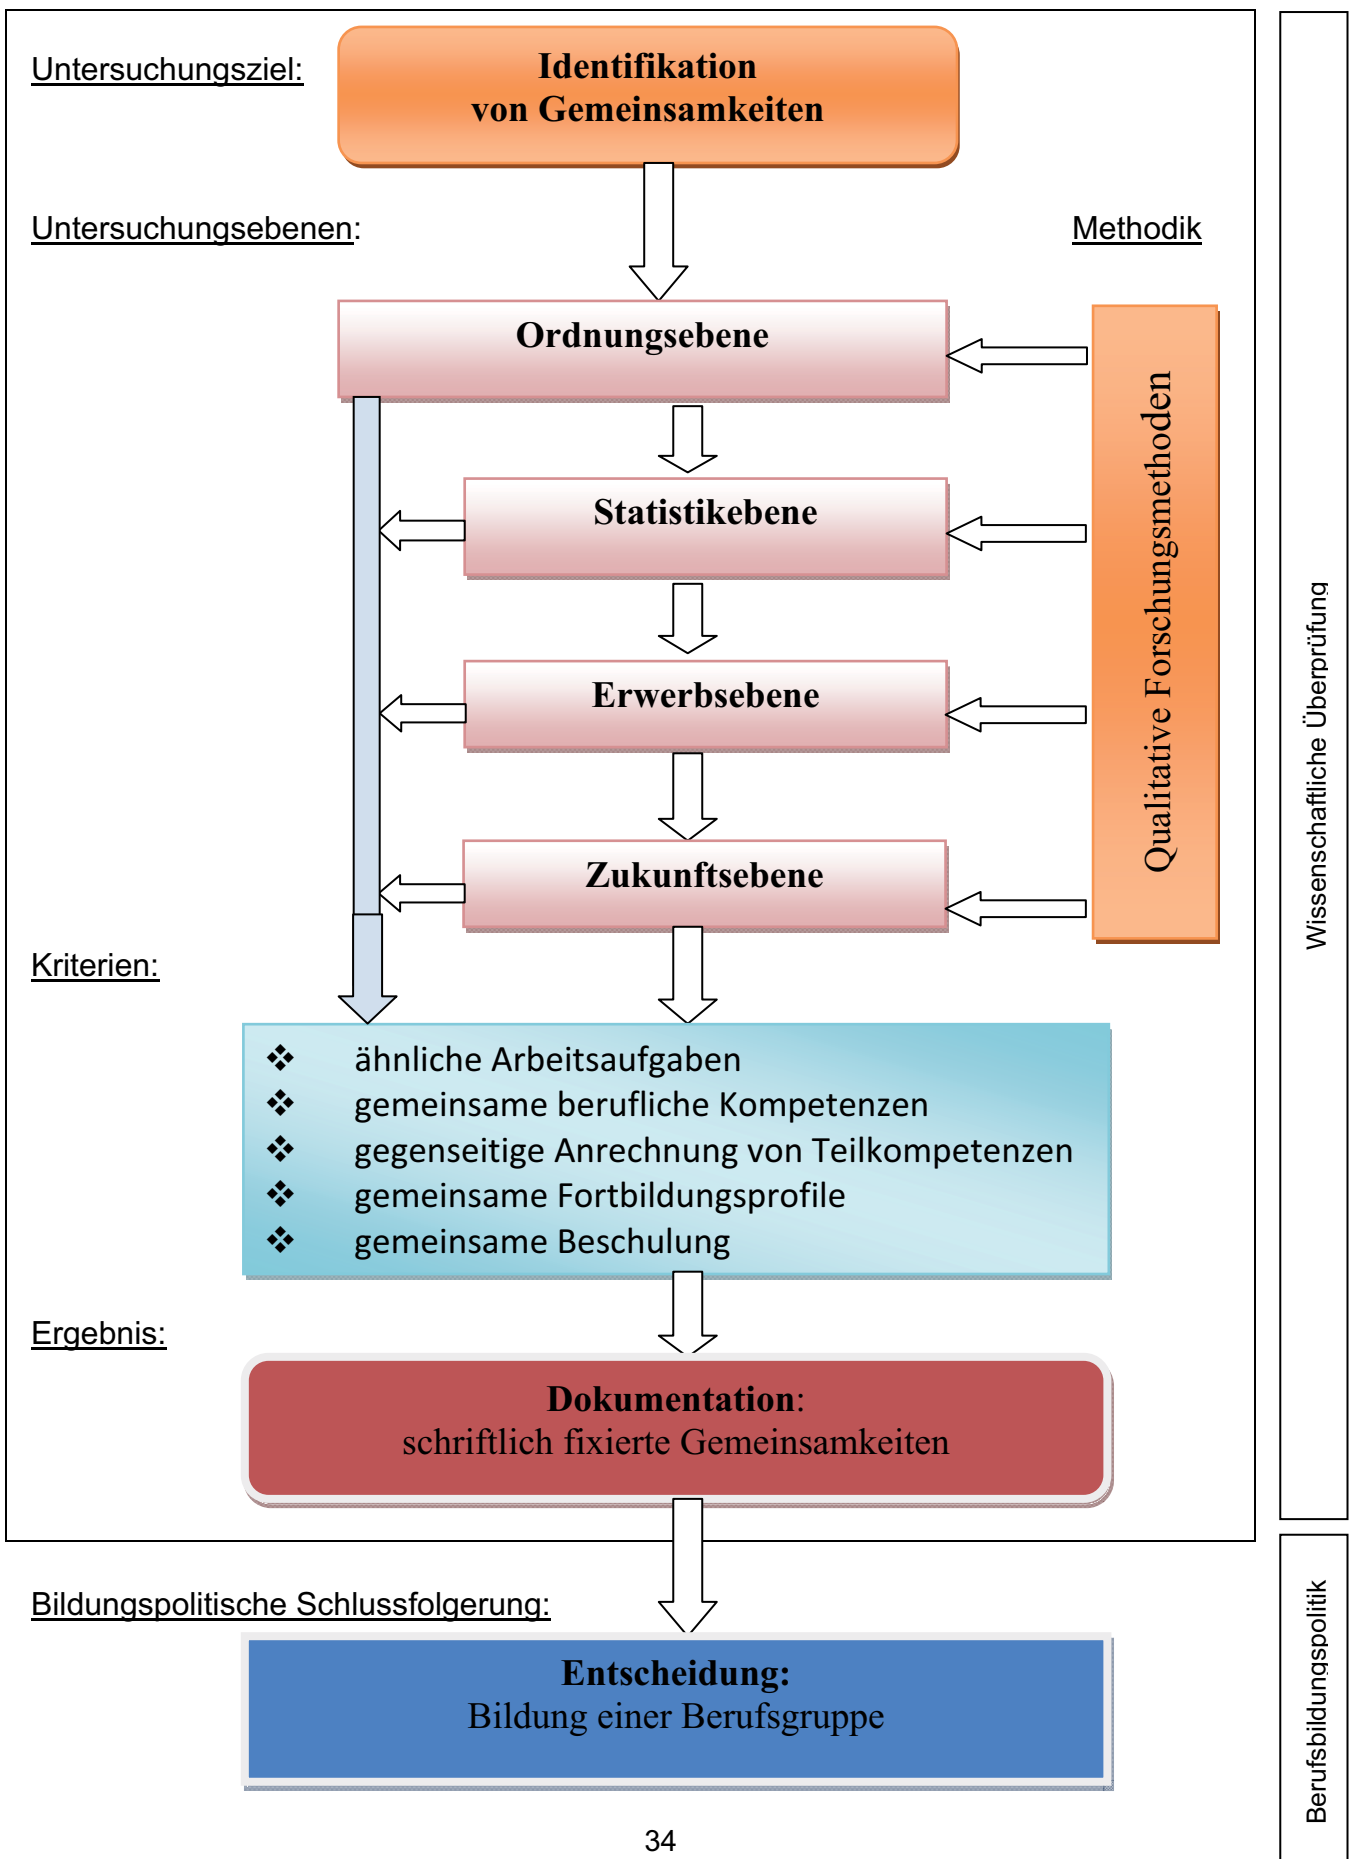 Untersuchungsziel:
Identifikation
von Gemeinsamkeiten
Untersuchungsebenen:
Methodik
Ordnungsebene
Statistikebene
Erwerbsebene
Zukunftsebene
Qualitative Forschungsmethoden
Wissenschaftliche Überprüfung
Kriterien:
❖ ähnliche Arbeitsaufgaben
❖ gemeinsame berufliche Kompetenzen
❖ gegenseitige Anrechnung von Teilkompetenzen
❖ gemeinsame Fortbildungsprofile
❖ gemeinsame Beschulung
Ergebnis:
Dokumentation:
schriftlich fixierte Gemeinsamkeiten
Bildungspolitische Schlussfolgerung:
Entscheidung:
Bildung einer Berufsgruppe
Berufsbildungspolitik
34